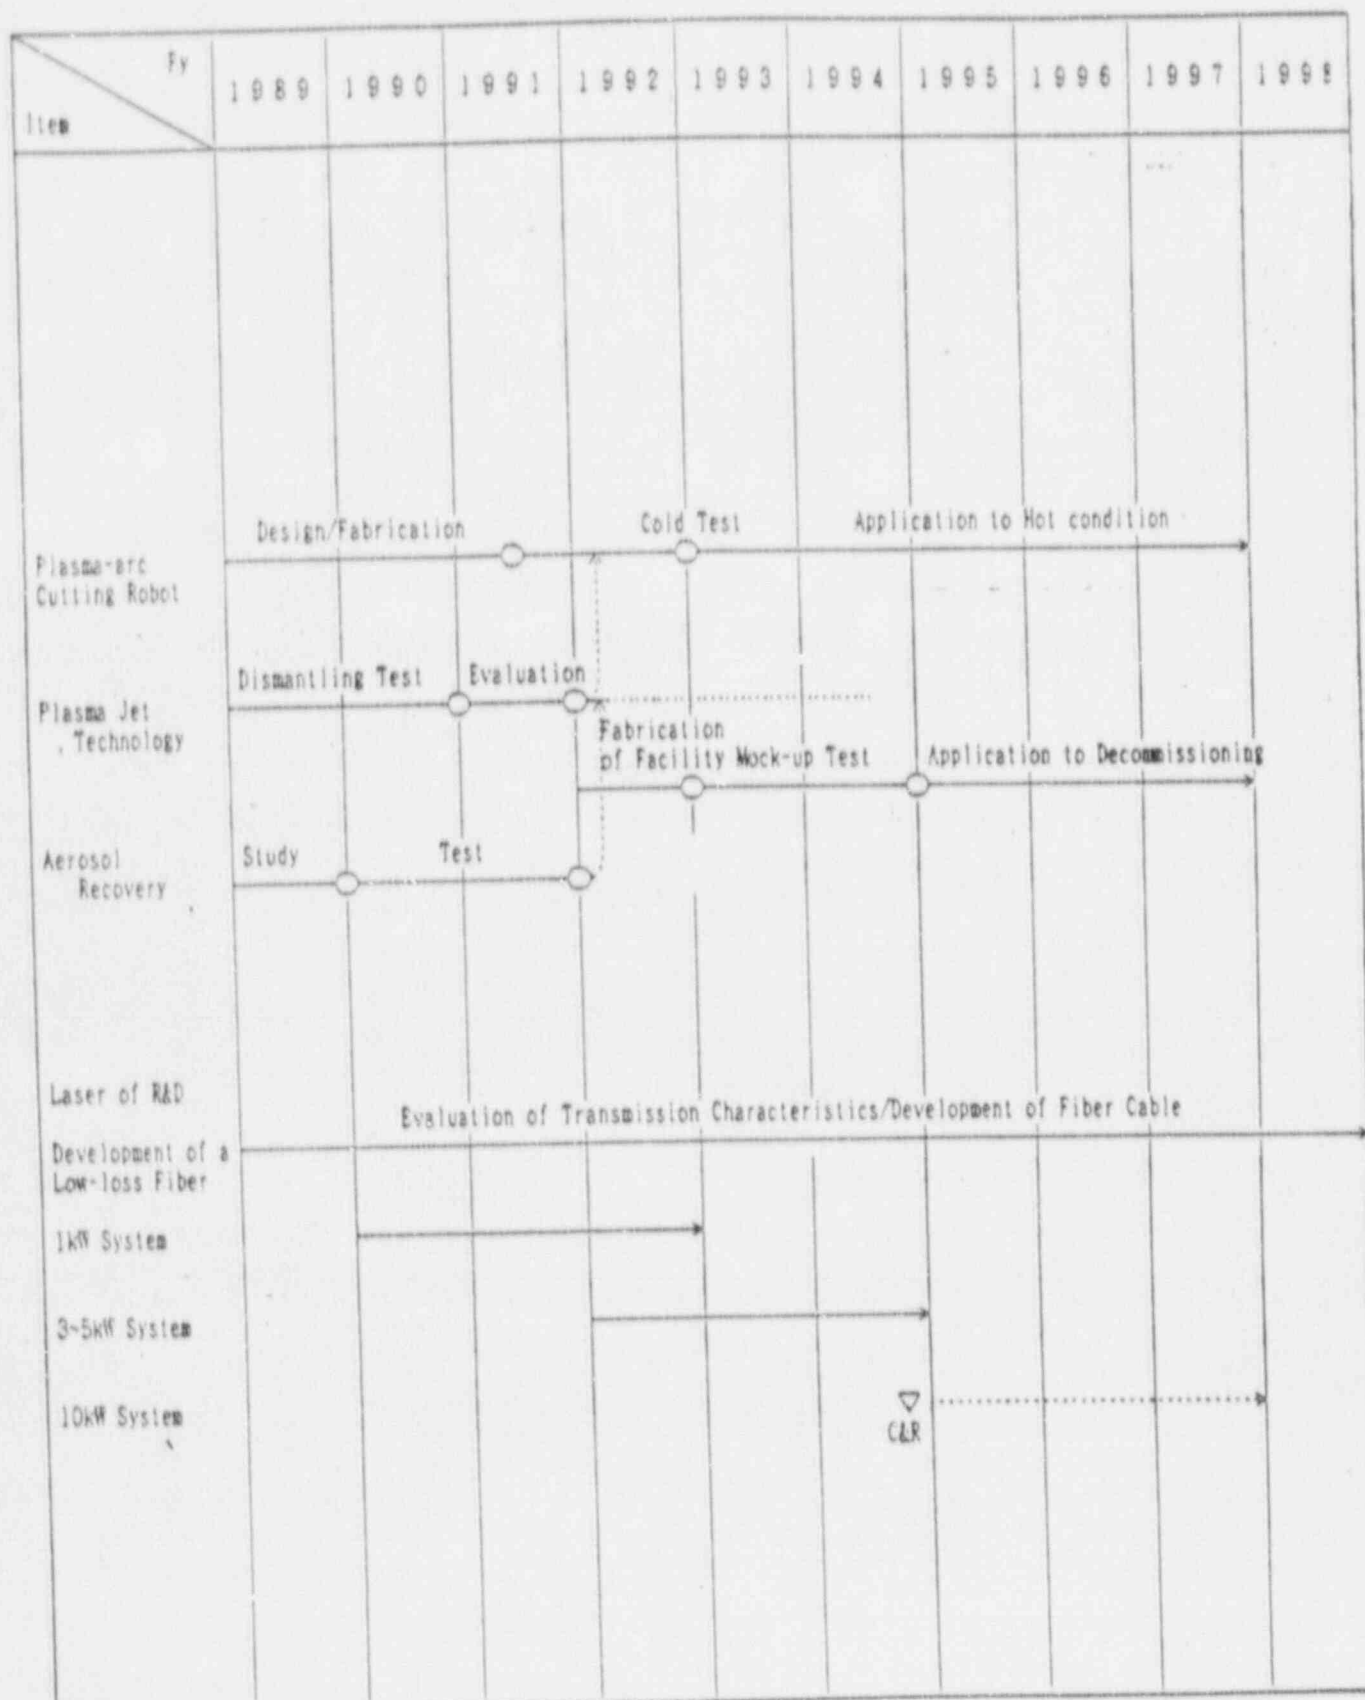 Fy
Item
1989 1990 1991 1992 1993 1994 1995 1996 1997 1998
Design/Fabrication Cold Test Application to Hot condition
Plasma-arc
Cutting Robot
Dismantling Test Evaluation
Plasma Jet
Technology
Fabrication
of Facility Mock-up Test Application to Decommissioning
Aerosol
Recovery
Study Test
Laser of R&D
Evaluation of Transmission Characteristics/Development of Fiber Cable
Development of a
Low-loss Fiber
1kW System
3~5kW System
10kW System
C&R